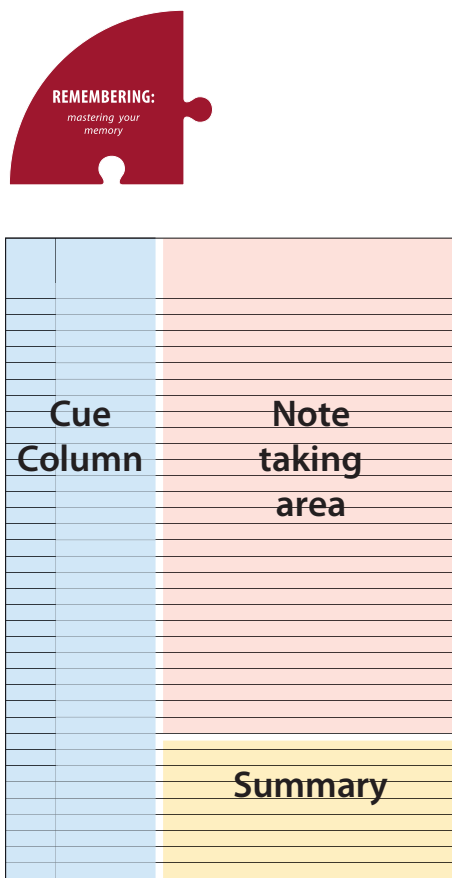 REMEMBERING:
mastering your
memory
Cue
Column
Note
taking
area
Summary